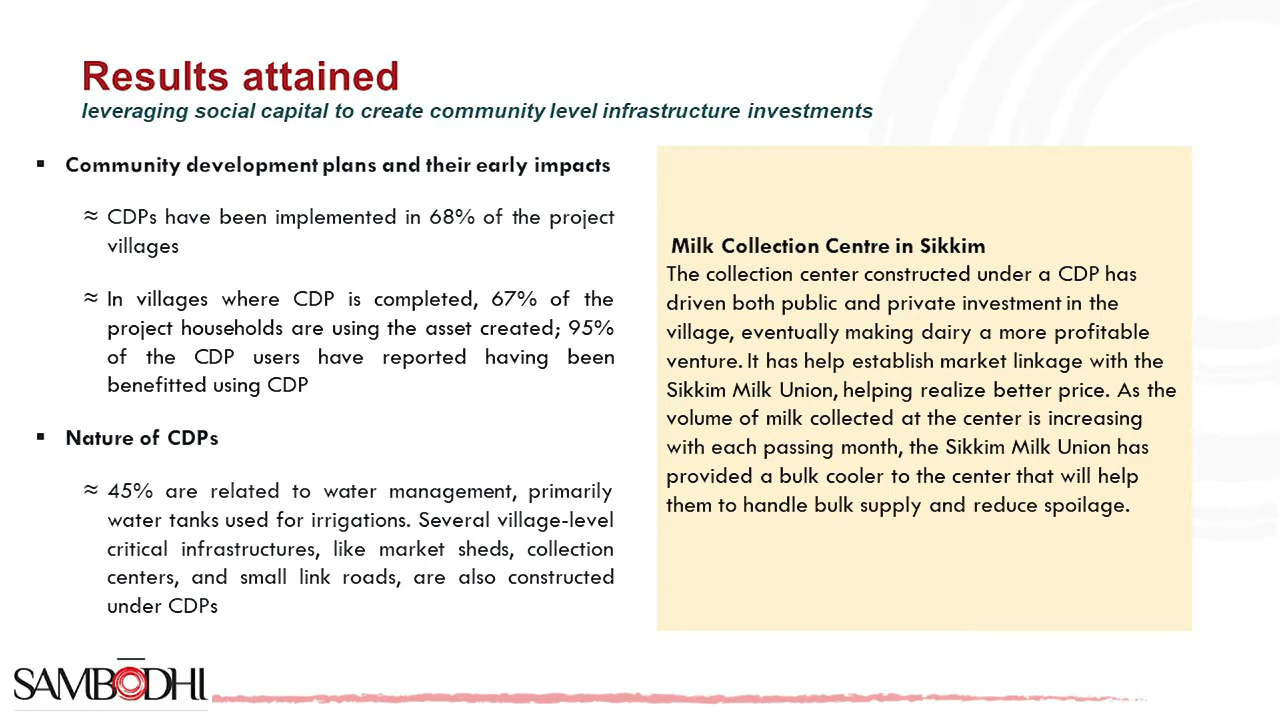 Results attained
leveraging social capital to create community level infrastructure investments
▪ Community development plans and their early impacts
≈ CDPs have been implemented in 68% of the project
villages
≈ In villages where CDP is completed, 67% of the
project households are using the asset created; 95%
of the CDP users have reported having been
benefitted using CDP
▪ Nature of CDPs
≈ 45% are related to water management, primarily
water tanks used for irrigations. Several village-level
critical infrastructures, like market sheds, collection
centers, and small link roads, are also constructed
under CDPs
Milk Collection Centre in Sikkim
The collection center constructed under a CDP has
driven both public and private investment in the
village, eventually making dairy a more profitable
venture. It has help establish market linkage with the
Sikkim Milk Union, helping realize better price. As the
volume of milk collected at the center is increasing
with each passing month, the Sikkim Milk Union has
provided a bulk cooler to the center that will help
them to handle bulk supply and reduce spoilage.
SAMBŌDHI